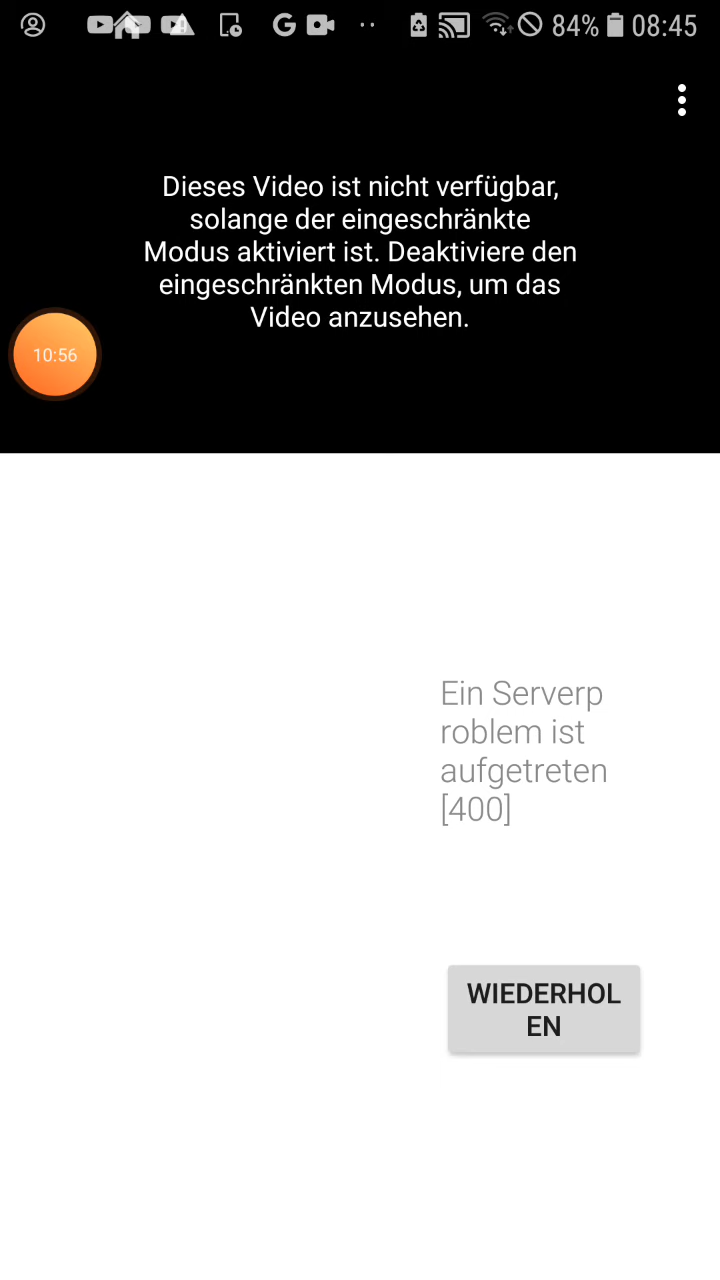 84% 08:45
Dieses Video ist nicht verfügbar,
solange der eingeschränkte
Modus aktiviert ist. Deaktiviere den
eingeschränkten Modus, um das
Video anzusehen.
10:56
Ein Serverp
roblem ist
aufgetreten
[400]
WIEDERHOL
EN